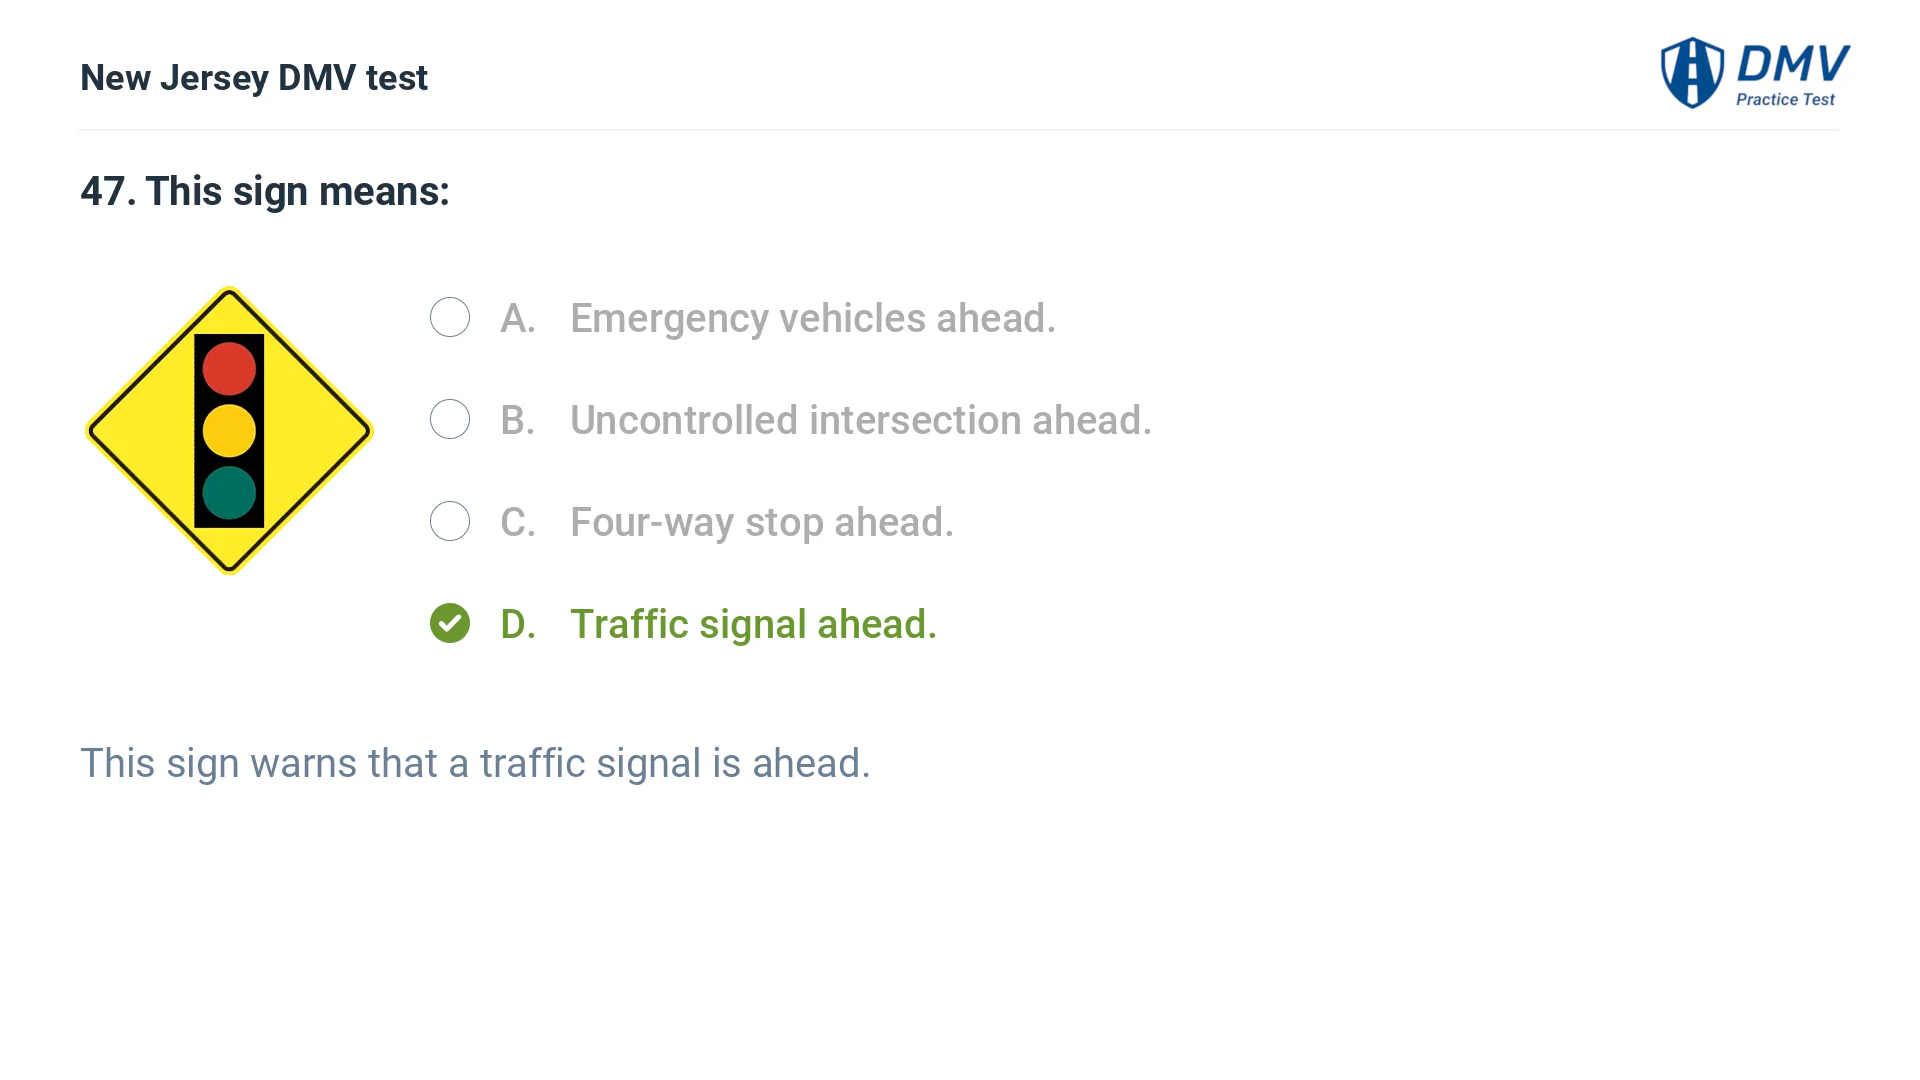 New Jersey DMV test
DMV
Practice Test
47. This sign means:
A. Emergency vehicles ahead.
B. Uncontrolled intersection ahead.
C. Four-way stop ahead.
D. Traffic signal ahead.
This sign warns that a traffic signal is ahead.